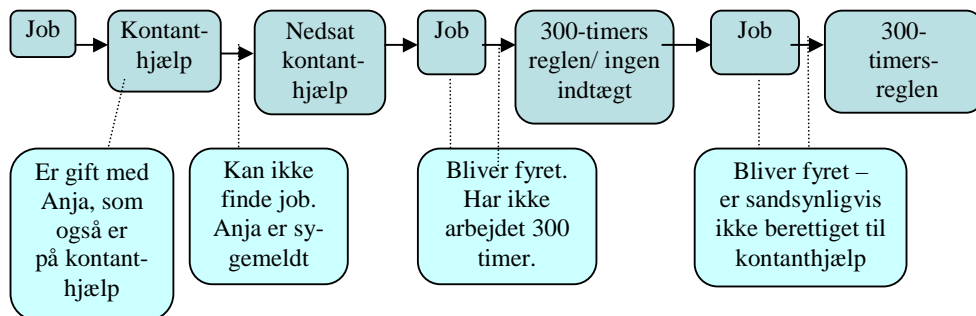 Job
Kontant-
hjælp
Nedsat
kontant-
hjælp
Job
300-timers
reglen/ ingen
indtægt
Job
300-
timers-
reglen
Er gift med
Anja, som
også er
på kontant-
hjælp
Kan ikke
finde job.
Anja er sy-
gemeldt
Bliver fyret.
Har ikke
arbejdet 300
timer.
Bliver fyret –
er sandsynligvis
ikke berettiget til
kontanthjælp